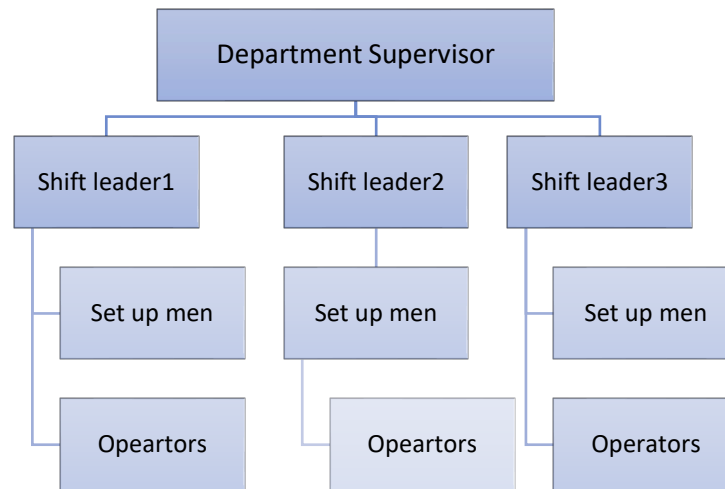 Department Supervisor
Shift leader1
Shift leader2
Shift leader3
Set up men
Set up men
Set up men
Opeartors
Opeartors
Operators